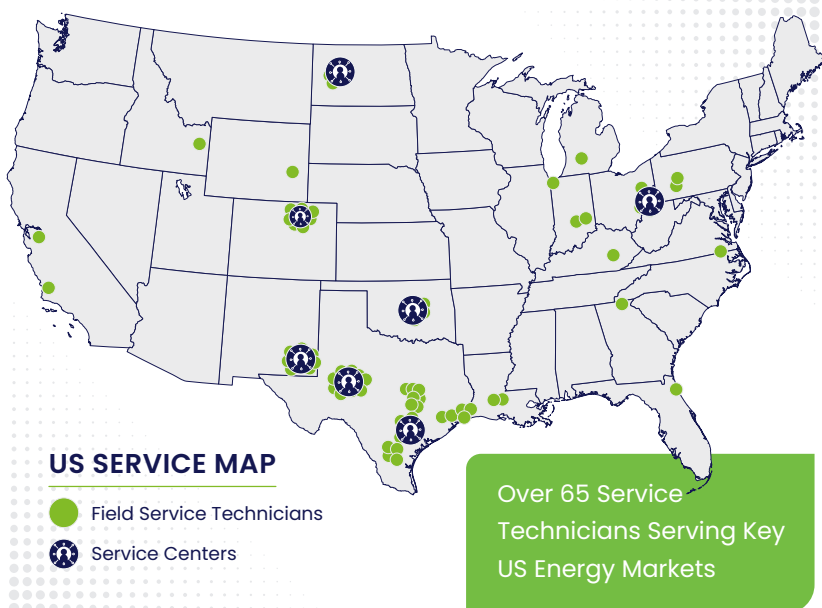 US SERVICE MAP
Field Service Technicians
Service Centers
Over 65 Service
Technicians Serving Key
US Energy Markets